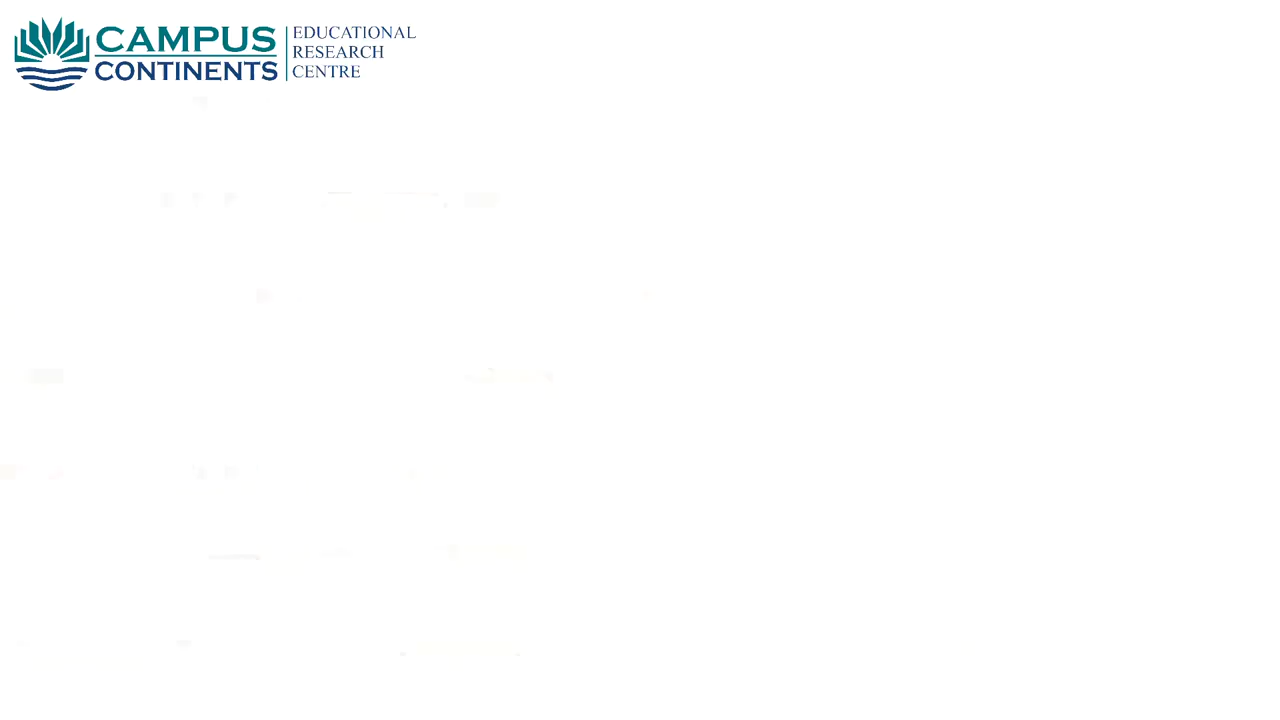 CAMPUS
CONTINENTS
EDUCATIONAL
RESEARCH
CENTRE